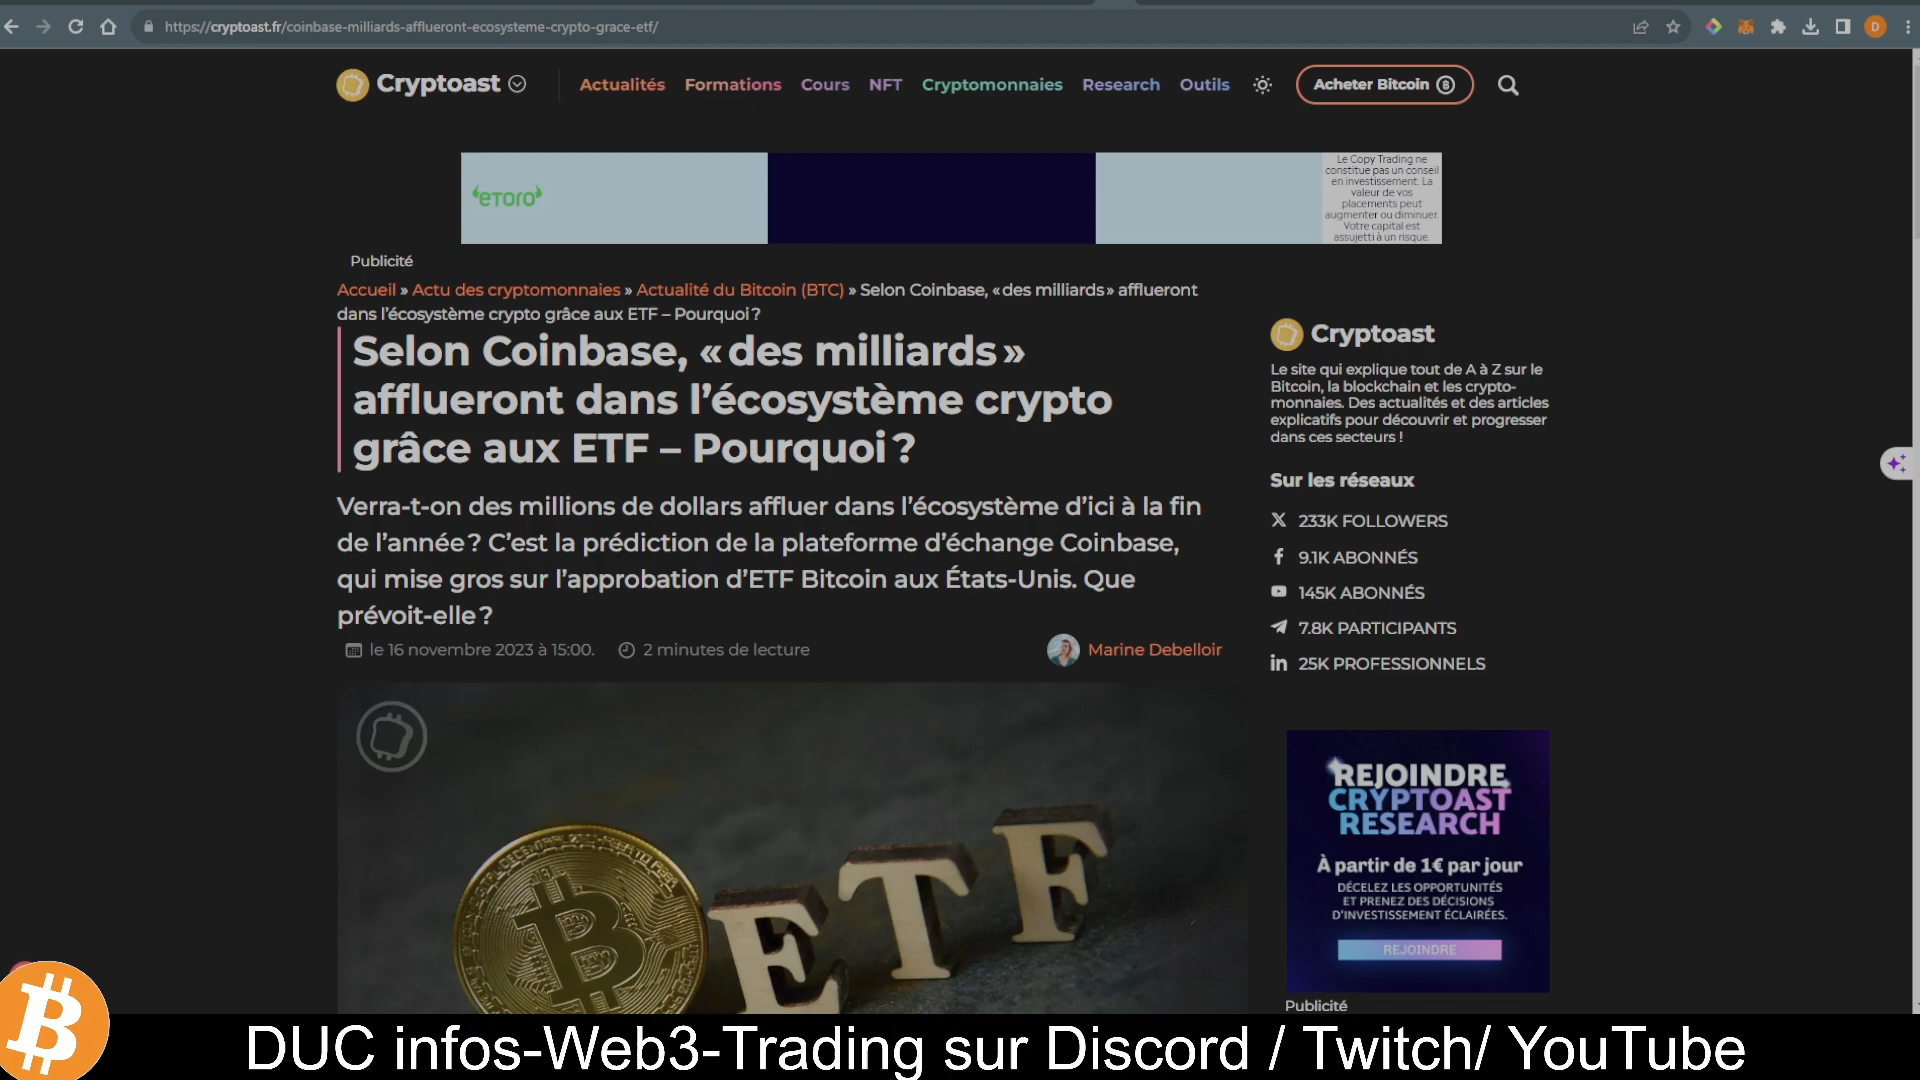 https://cryptoast.fr/coinbase-milliards-afflueront-ecosysteme-crypto-grace-etf/
D
Cryptoast
Actualités Formations Cours NFT Cryptomonnaies Research Outils
Acheter Bitcoin
eToro
Le Copy Trading ne
constitue pas un conseil
en investissement. La
valeur de vos
placements peut
augmenter ou diminuer.
Votre capital est
assujetti à un risque.
Publicité
Accueil » Actu des cryptomonnaies » Actualité du Bitcoin (BTC) » Selon Coinbase, « des milliards » afflueront
dans l’écosystème crypto grâce aux ETF – Pourquoi ?
Selon Coinbase, « des milliards »
afflueront dans l’écosystème crypto
grâce aux ETF – Pourquoi ?
Verra-t-on des millions de dollars affluer dans l’écosystème d’ici à la fin
de l’année ? C’est la prédiction de la plateforme d’échange Coinbase,
qui mise gros sur l’approbation d’ETF Bitcoin aux États-Unis. Que
prévoit-elle ?
le 16 novembre 2023 à 15:00. 2 minutes de lecture
Marine Debelloir
ETF
Cryptoast
Le site qui explique tout de A à Z sur le
Bitcoin, la blockchain et les crypto-
monnaies. Des actualités et des articles
explicatifs pour découvrir et progresser
dans ces secteurs !
Sur les réseaux
233K FOLLOWERS
9.1K ABONNÉS
145K ABONNÉS
7.8K PARTICIPANTS
25K PROFESSIONNELS
REJOINDRE
CRYPTOAST
RESEARCH
À partir de 1€ par jour
DÉCELEZ LES OPPORTUNITÉS
ET PRENEZ DES DÉCISIONS
D’INVESTISSEMENT ÉCLAIRÉES.
REJOINDRE
Publicité
DUC infos-Web3-Trading sur Discord / Twitch/ YouTube